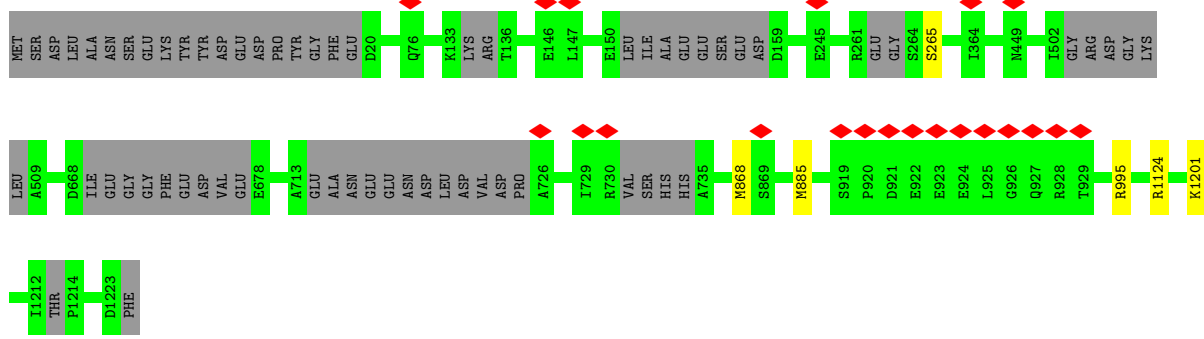 MET SER ASP LEU ALA ASN SER GLU LYS TYR TYR ASP GLU ASP PRO TYR GLY PHE GLU D20 Q76 K133 LYS ARG T136 E146 L147 E150 LEU ILE ALA GLU GLU SER GLU ASP D159 E245 R261 GLU GLY S264 S265 I364 N449 I502 GLY ARG ASP GLY LYS
LEU A509 D668 ILE GLU GLY GLY PHE GLU ASP VAL GLU E678 A713 GLU ALA ASN GLU GLU ASN ASP LEU ASP VAL ASP PRO A726 I729 R730 VAL SER HIS HIS A735 M868 S869 M885 S919 P920 D921 E922 E923 E924 L925 G926 Q927 R928 T929 R995 R1124 K1201
I1212 THR P1214 D1223 PHE